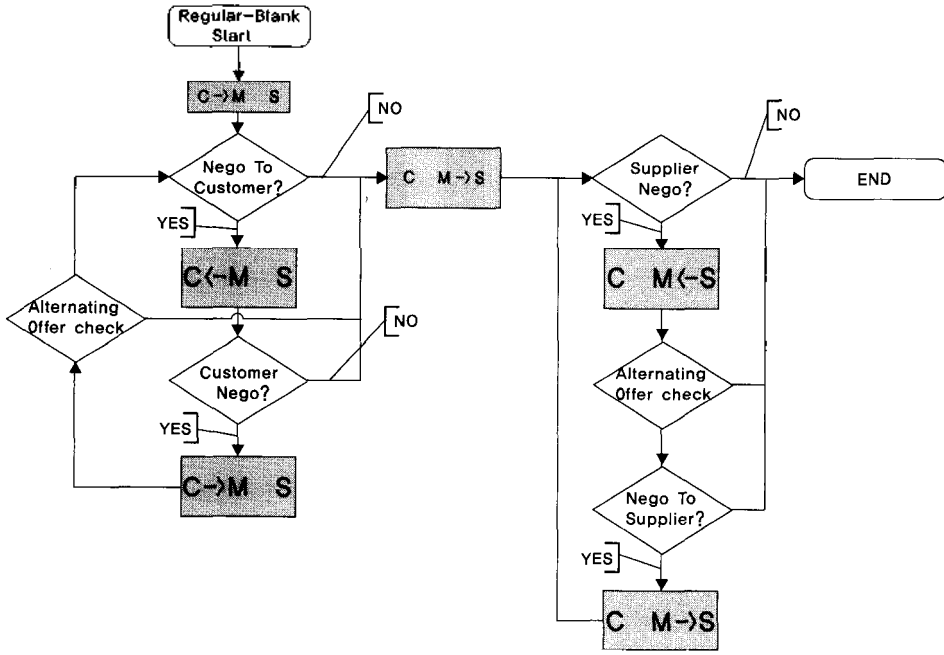 Regular-Blank
Start
C->M S
Nego To
Customer?
NO
YES
C<-M S
Alternating
Offer check
Customer
Nego?
NO
YES
C->M S
C M->S
Supplier
Nego?
NO
END
YES
C M<-S
Alternating
Offer check
Nego To
Supplier?
YES
C M->S